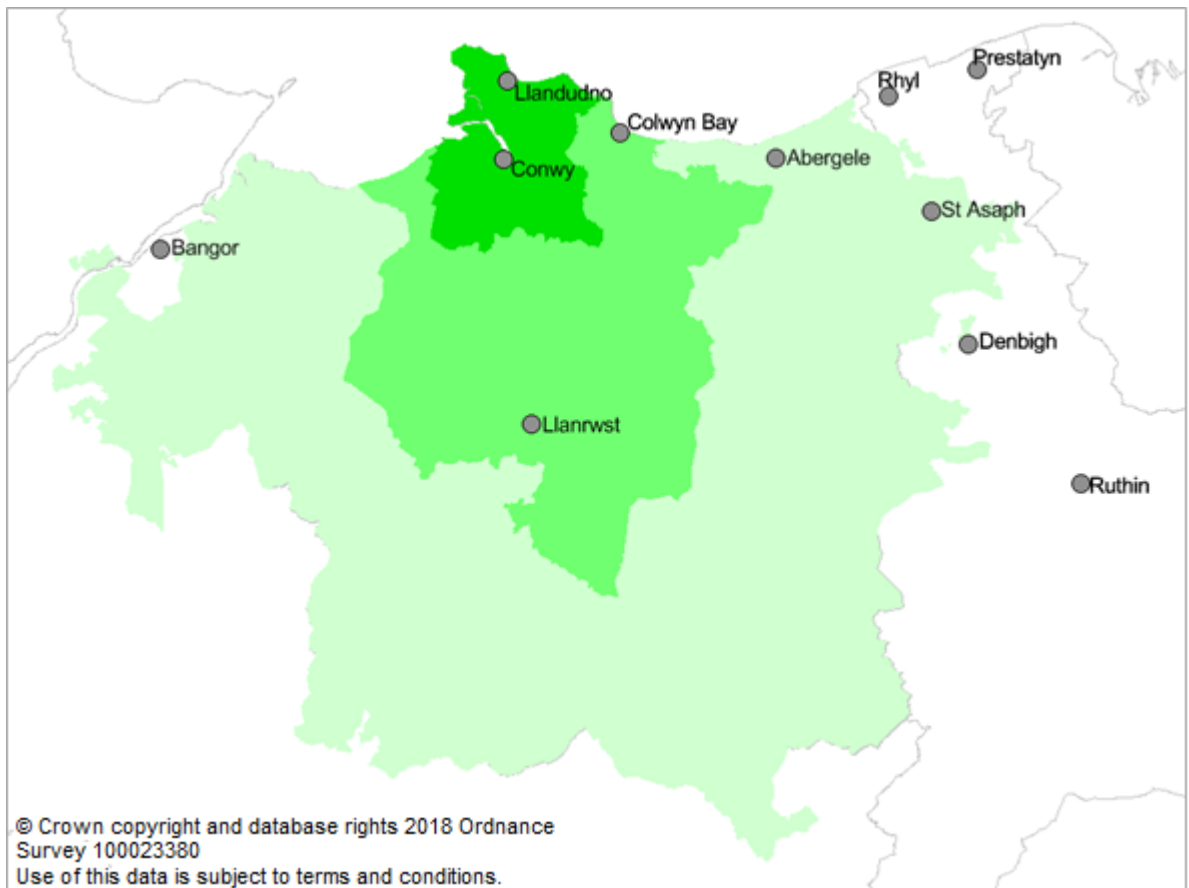 Prestatyn
Rhyl
Llandudno
Colwyn Bay
Abergele
Conwy
St Asaph
Bangor
Denbigh
Llanrwst
Ruthin
© Crown copyright and database rights 2018 Ordnance
Survey 100023380
Use of this data is subject to terms and conditions.